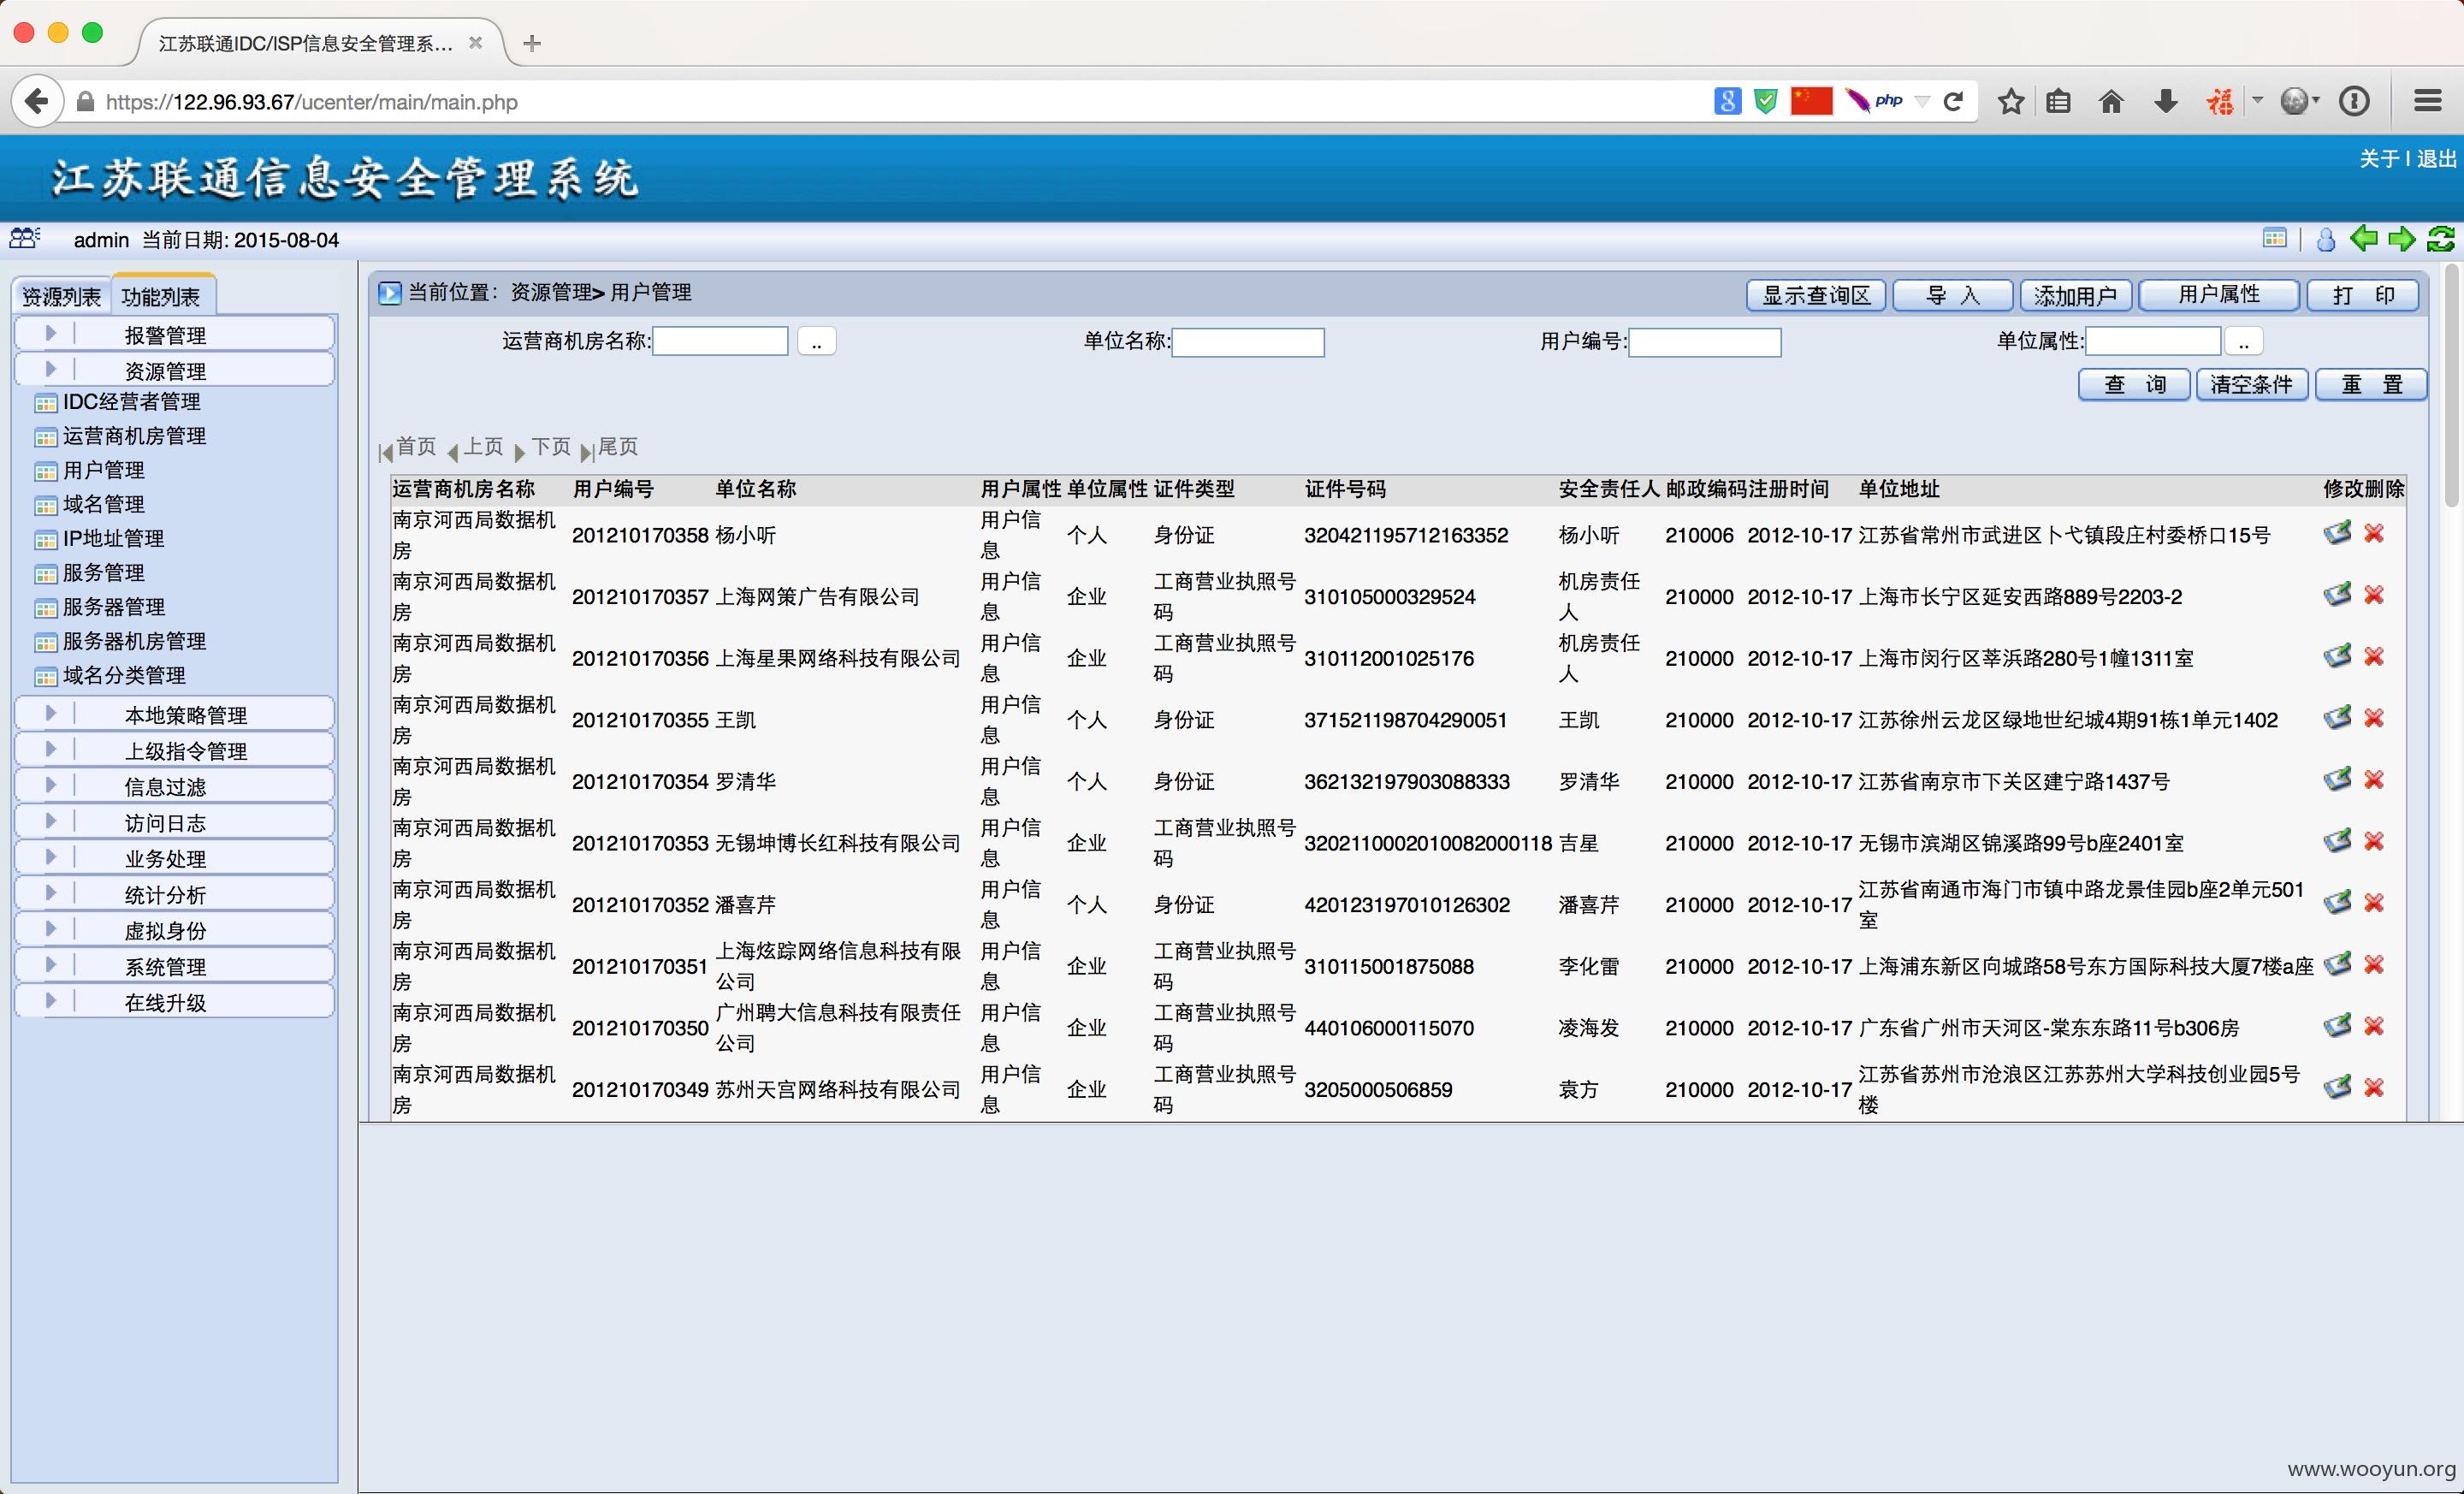 江苏联通IDC/ISP信息安全管理系...
https://122.96.93.67/ucenter/main/main.php
php
福
江苏联通信息安全管理系统
关于 | 退出
admin 当前日期: 2015-08-04
资源列表 功能列表
报警管理
资源管理
IDC经营者管理
运营商机房管理
用户管理
域名管理
IP地址管理
服务管理
服务器管理
服务器机房管理
域名分类管理
本地策略管理
上级指令管理
信息过滤
访问日志
业务处理
统计分析
虚拟身份
系统管理
在线升级
当前位置：资源管理> 用户管理
显示查询区 导 入 添加用户 用户属性 打 印
运营商机房名称: .. 单位名称: 用户编号: 单位属性: ..
查 询 清空条件 重 置
首页 上页 下页 尾页
运营商机房名称 用户编号 单位名称 用户属性 单位属性 证件类型 证件号码 安全责任人 邮政编码 注册时间 单位地址 修改 删除
南京河西局数据机房 201210170358 杨小听 用户信息 个人 身份证 320421195712163352 杨小听 210006 2012-10-17 江苏省常州市武进区卜弋镇段庄村委桥口15号
南京河西局数据机房 201210170357 上海网策广告有限公司 用户信息 企业 工商营业执照号码 310105000329524 机房责任人 210000 2012-10-17 上海市长宁区延安西路889号2203-2
南京河西局数据机房 201210170356 上海星果网络科技有限公司 用户信息 企业 工商营业执照号码 310112001025176 机房责任人 210000 2012-10-17 上海市闵行区莘浜路280号1幢1311室
南京河西局数据机房 201210170355 王凯 用户信息 个人 身份证 371521198704290051 王凯 210000 2012-10-17 江苏徐州云龙区绿地世纪城4期91栋1单元1402
南京河西局数据机房 201210170354 罗清华 用户信息 个人 身份证 362132197903088333 罗清华 210000 2012-10-17 江苏省南京市下关区建宁路1437号
南京河西局数据机房 201210170353 无锡坤博长红科技有限公司 用户信息 企业 工商营业执照号码 3202110002010082000118 吉星 210000 2012-10-17 无锡市滨湖区锦溪路99号b座2401室
南京河西局数据机房 201210170352 潘喜芹 用户信息 个人 身份证 420123197010126302 潘喜芹 210000 2012-10-17 江苏省南通市海门市镇中路龙景佳园b座2单元501室
南京河西局数据机房 201210170351 上海炫踪网络信息科技有限公司 用户信息 企业 工商营业执照号码 310115001875088 李化雷 210000 2012-10-17 上海浦东新区向城路58号东方国际科技大厦7楼a座
南京河西局数据机房 201210170350 广州聘大信息科技有限责任公司 用户信息 企业 工商营业执照号码 440106000115070 凌海发 210000 2012-10-17 广东省广州市天河区-棠东东路11号b306房
南京河西局数据机房 201210170349 苏州天宫网络科技有限公司 用户信息 企业 工商营业执照号码 3205000506859 袁方 210000 2012-10-17 江苏省苏州市沧浪区江苏苏州大学科技创业园5号楼
www.wooyun.org